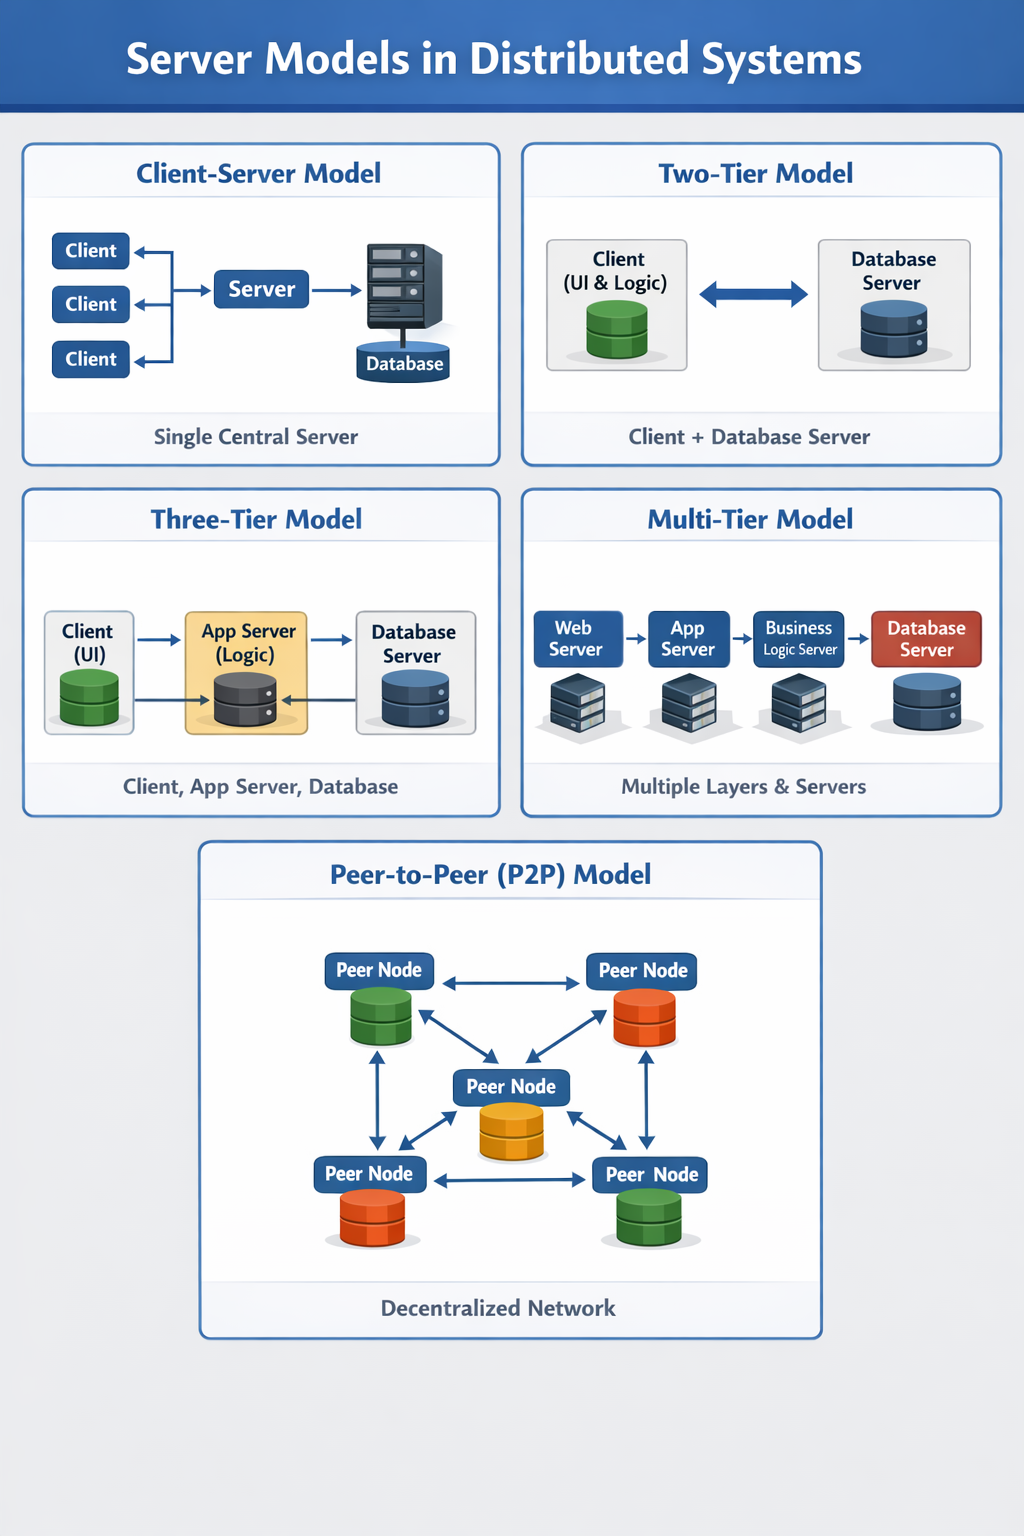 Server Models in Distributed Systems
Client-Server Model
Client
Client
Client
Server
Database
Single Central Server
Two-Tier Model
Client
(UI & Logic)
Database
Server
Client + Database Server
Three-Tier Model
Client
(UI)
App Server
(Logic)
Database
Server
Client, App Server, Database
Multi-Tier Model
Web
Server
App
Server
Business
Logic Server
Database
Server
Multiple Layers & Servers
Peer-to-Peer (P2P) Model
Peer Node
Peer Node
Peer Node
Peer Node
Peer Node
Decentralized Network